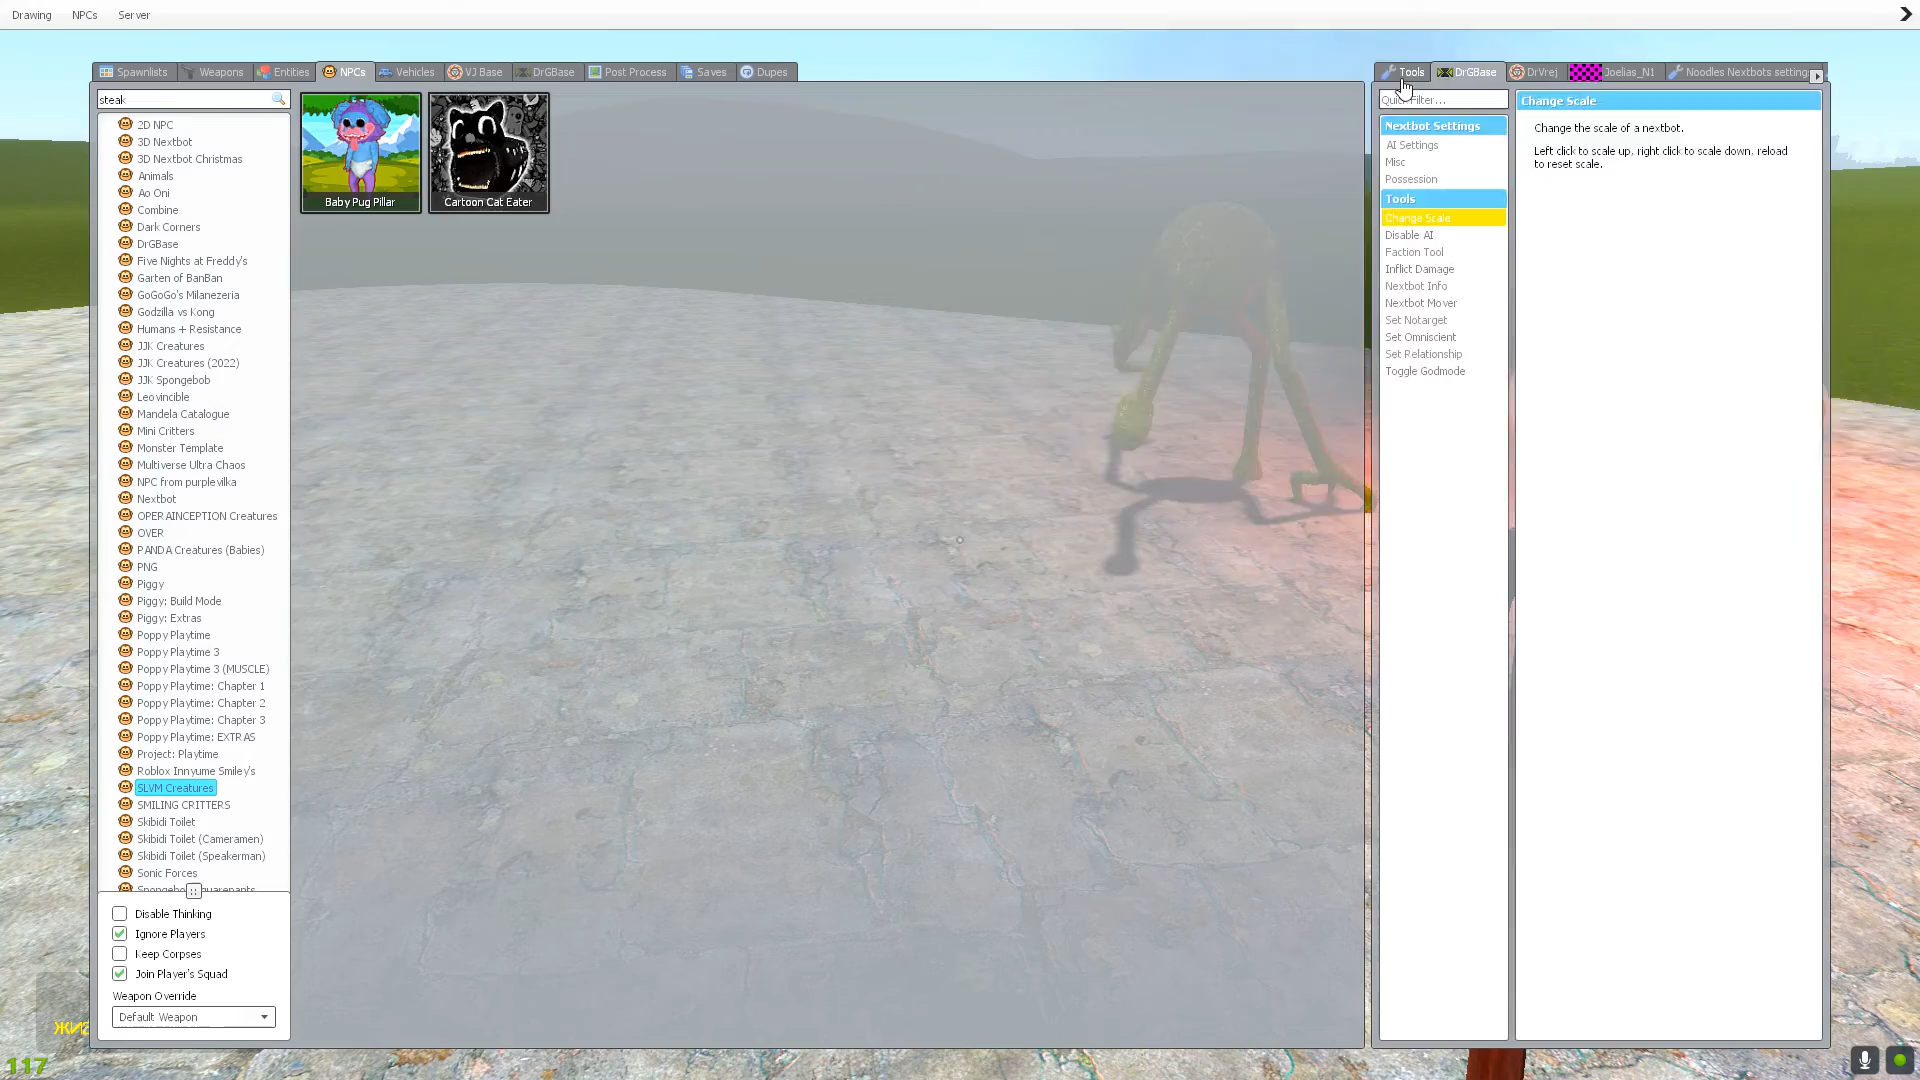 Drawing NPCs Server
Spawnlists Weapons Entities NPCs Vehicles VJ Base DrGBase Post Process Saves Dupes
steak
2D NPC
3D Nextbot
3D Nextbot Christmas
Animals
Ao Oni
Combine
Dark Corners
DrGBase
Five Nights at Freddy's
Garten of BanBan
GoGoGo's Milanezeria
Godzilla vs Kong
Humans + Resistance
JJK Creatures
JJK Creatures (2022)
JJK Spongebob
Leovincible
Mandela Catalogue
Mini Critters
Monster Template
Multiverse Ultra Chaos
NPC from purplevilka
Nextbot
OPERAINCEPTION Creatures
OVER
PANDA Creatures (Babies)
PNG
Piggy
Piggy: Build Mode
Piggy: Extras
Poppy Playtime
Poppy Playtime 3
Poppy Playtime 3 (MUSCLE)
Poppy Playtime: Chapter 1
Poppy Playtime: Chapter 2
Poppy Playtime: Chapter 3
Poppy Playtime: EXTRAS
Project: Playtime
Roblox Innyume Smiley's
SLVM Creatures
SMILING CRITTERS
Skibidi Toilet
Skibidi Toilet (Cameramen)
Skibidi Toilet (Speakerman)
Sonic Forces
Disable Thinking
Ignore Players
Keep Corpses
Join Player's Squad
Weapon Override
Default Weapon
Baby Pug Pillar
Cartoon Cat Eater
Tools DrGBase DrVrej Joelias_N1 Noodles Nextbots
Nextbot Settings
AI Settings
Misc
Possession
Tools
Change Scale
Disable AI
Faction Tool
Inflict Damage
Nextbot Info
Nextbot Mover
Set Notarget
Set Omniscient
Set Relationship
Toggle Godmode
Change Scale
Change the scale of a nextbot.
Left click to scale up, right click to scale down, reload
to reset scale.
117